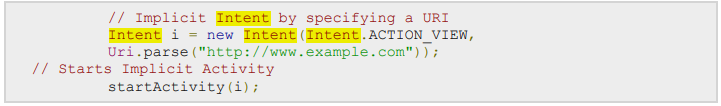 // Implicit Intent by specifying a URI
Intent i = new Intent(Intent.ACTION_VIEW,
Uri.parse("http://www.example.com"));
// Starts Implicit Activity
startActivity(i);